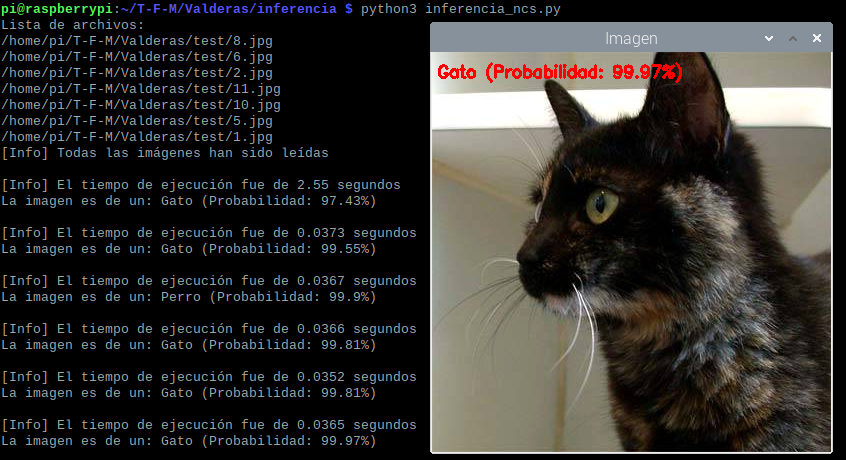 pi@raspberrypi:~/T-F-M/Valderas/inferencia $ python3 inferencia_ncs.py
Lista de archivos:
/home/pi/T-F-M/Valderas/test/8.jpg
/home/pi/T-F-M/Valderas/test/6.jpg
/home/pi/T-F-M/Valderas/test/2.jpg
/home/pi/T-F-M/Valderas/test/11.jpg
/home/pi/T-F-M/Valderas/test/10.jpg
/home/pi/T-F-M/Valderas/test/5.jpg
/home/pi/T-F-M/Valderas/test/1.jpg
[Info] Todas las imágenes han sido leídas
[Info] El tiempo de ejecución fue de 2.55 segundos
La imagen es de un: Gato (Probabilidad: 97.43%)
[Info] El tiempo de ejecución fue de 0.0373 segundos
La imagen es de un: Gato (Probabilidad: 99.55%)
[Info] El tiempo de ejecución fue de 0.0367 segundos
La imagen es de un: Perro (Probabilidad: 99.9%)
[Info] El tiempo de ejecución fue de 0.0366 segundos
La imagen es de un: Gato (Probabilidad: 99.81%)
[Info] El tiempo de ejecución fue de 0.0352 segundos
La imagen es de un: Gato (Probabilidad: 99.81%)
[Info] El tiempo de ejecución fue de 0.0365 segundos
La imagen es de un: Gato (Probabilidad: 99.97%)
Imagen
Gato (Probabilidad: 99.97%)